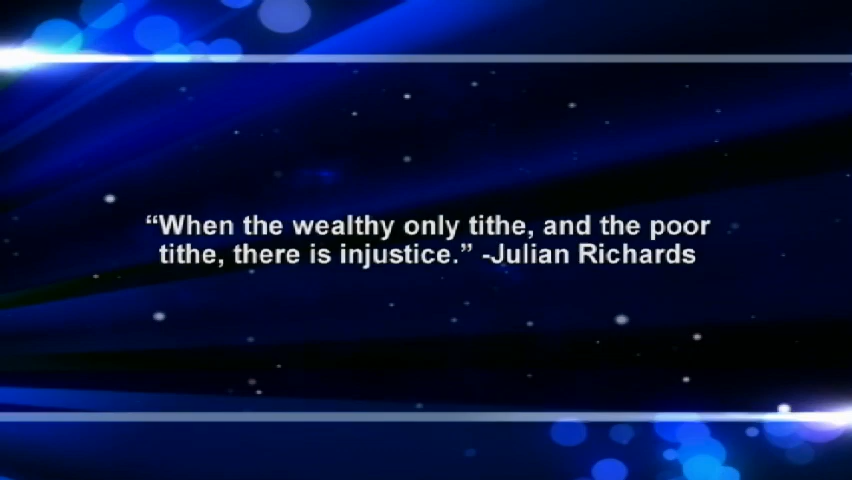 “When the wealthy only tithe, and the poor
tithe, there is injustice.” -Julian Richards